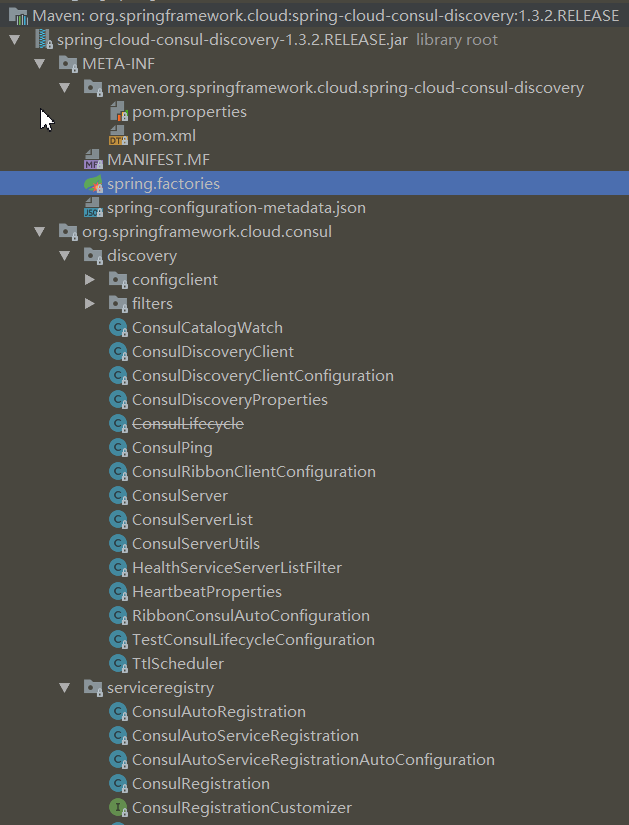 Maven: org.springframework.cloud:spring-cloud-consul-discovery:1.3.2.RELEASE
spring-cloud-consul-discovery-1.3.2.RELEASE.jar library root
META-INF
maven.org.springframework.cloud.spring-cloud-consul-discovery
pom.properties
pom.xml
MANIFEST.MF
spring.factories
spring-configuration-metadata.json
org.springframework.cloud.consul
discovery
configclient
filters
ConsulCatalogWatch
ConsulDiscoveryClient
ConsulDiscoveryClientConfiguration
ConsulDiscoveryProperties
ConsulLifecycle
ConsulPing
ConsulRibbonClientConfiguration
ConsulServer
ConsulServerList
ConsulServerUtils
HealthServiceServerListFilter
HeartbeatProperties
RibbonConsulAutoConfiguration
TestConsulLifecycleConfiguration
TtlScheduler
serviceregistry
ConsulAutoRegistration
ConsulAutoServiceRegistration
ConsulAutoServiceRegistrationAutoConfiguration
ConsulRegistration
ConsulRegistrationCustomizer